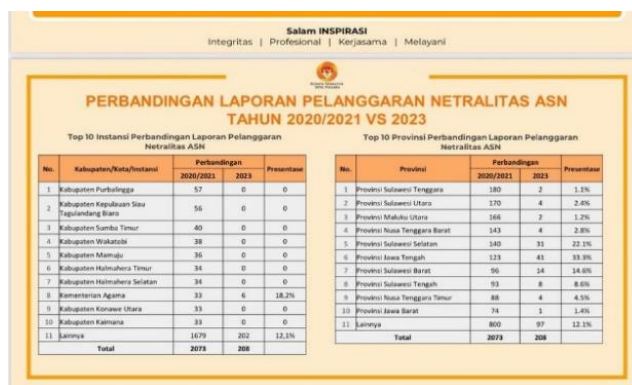 Salam INSPIRASI
Integritas | Profesional | Kerjasama | Melayani
PERBANDINGAN LAPORAN PELANGGARAN NETRALITAS ASN
TAHUN 2020/2021 VS 2023
Top 10 Instansi Perbandingan Laporan Pelanggaran
Netralitas ASN
No. Kabupaten/Kota/Instansi Perbandingan Presentase
2020/2021 2023
1 Kabupaten Purbalingga 57 0 0
2 Kabupaten Kepulauan Siau Tagulandang Biaro 56 0 0
3 Kabupaten Sumba Timur 40 0 0
4 Kabupaten Wakatobi 38 0 0
5 Kabupaten Mamuju 36 0 0
6 Kabupaten Halmahera Timur 34 0 0
7 Kabupaten Halmahera Selatan 34 0 0
8 Kementerian Agama 33 6 18,2%
9 Kabupaten Konawe Utara 33 0 0
10 Kabupaten Kaimana 33 0 0
11 Lainnya 1679 202 12,1%
Total 2073 208
Top 10 Provinsi Perbandingan Laporan Pelanggaran
Netralitas ASN
No. Provinsi Perbandingan Presentase
2020/2021 2023
1 Provinsi Sulawesi Tenggara 180 2 1.1%
2 Provinsi Sulawesi Utara 170 4 2.4%
3 Provinsi Maluku Utara 166 2 1.2%
4 Provinsi Nusa Tenggara Barat 143 4 2.8%
5 Provinsi Sulawesi Selatan 140 31 22.1%
6 Provinsi Jawa Tengah 123 41 33.3%
7 Provinsi Sulawesi Barat 96 14 14.6%
8 Provinsi Sulawesi Tengah 93 8 8.6%
9 Provinsi Nusa Tenggara Timur 88 4 4.5%
10 Provinsi Jawa Barat 74 1 1.4%
11 Lainnya 800 97 12.1%
Total 2073 208